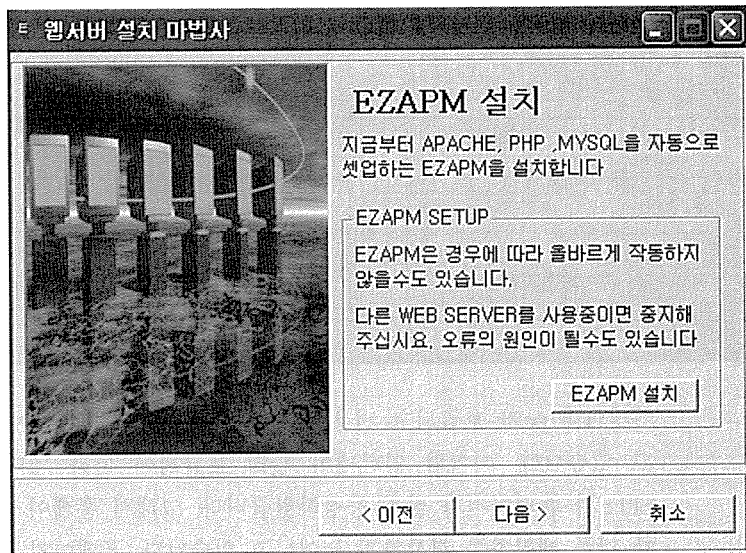 E 웹서버 설치 마법사
EZAPM 설치
지금부터 APACHE, PHP ,MYSQL을 자동으로
셋업하는 EZAPM을 설치합니다
EZAPM SETUP
EZAPM은 경우에 따라 올바르게 작동하지
않을수도 있습니다.
다른 WEB SERVER를 사용중이면 중지해
주십시요. 오류의 원인이 될수도 있습니다
EZAPM 설치
< 이전
다음 >
취소